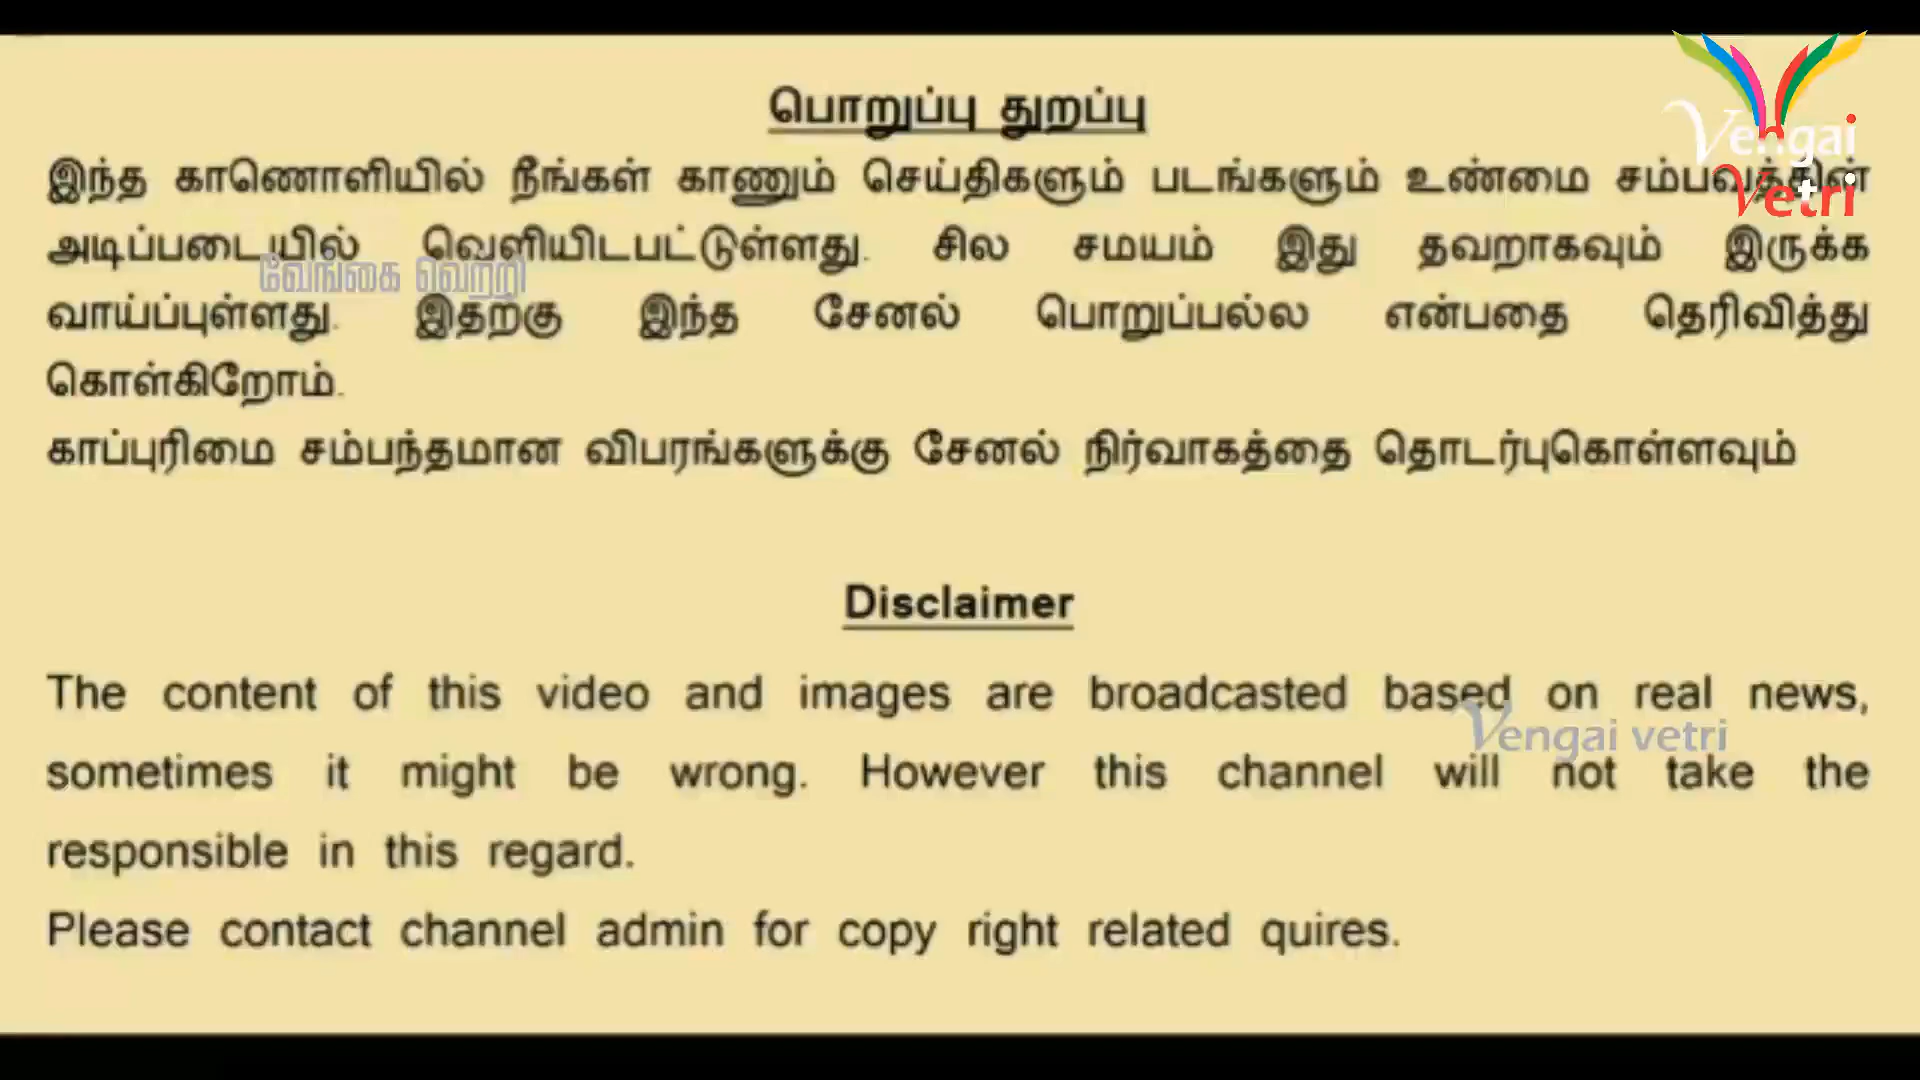 பொறுப்பு துறப்பு
இந்த காணொளியில் நீங்கள் காணும் செய்திகளும் படங்களும் உண்மை சம்பவத்தின்
அடிப்படையில் வெளியிடபட்டுள்ளது. சில சமயம் இது தவறாகவும் இருக்க
வாய்ப்புள்ளது. இதற்கு இந்த சேனல் பொறுப்பல்ல என்பதை தெரிவித்து
கொள்கிறோம்.
காப்புரிமை சம்பந்தமான விபரங்களுக்கு சேனல் நிர்வாகத்தை தொடர்புகொள்ளவும்
Disclaimer
The content of this video and images are broadcasted based on real news,
sometimes it might be wrong. However this channel will not take the
responsible in this regard.
Please contact channel admin for copy right related quires.
Vengai
Vetri
வேங்கை வெற்றி
Vengai vetri